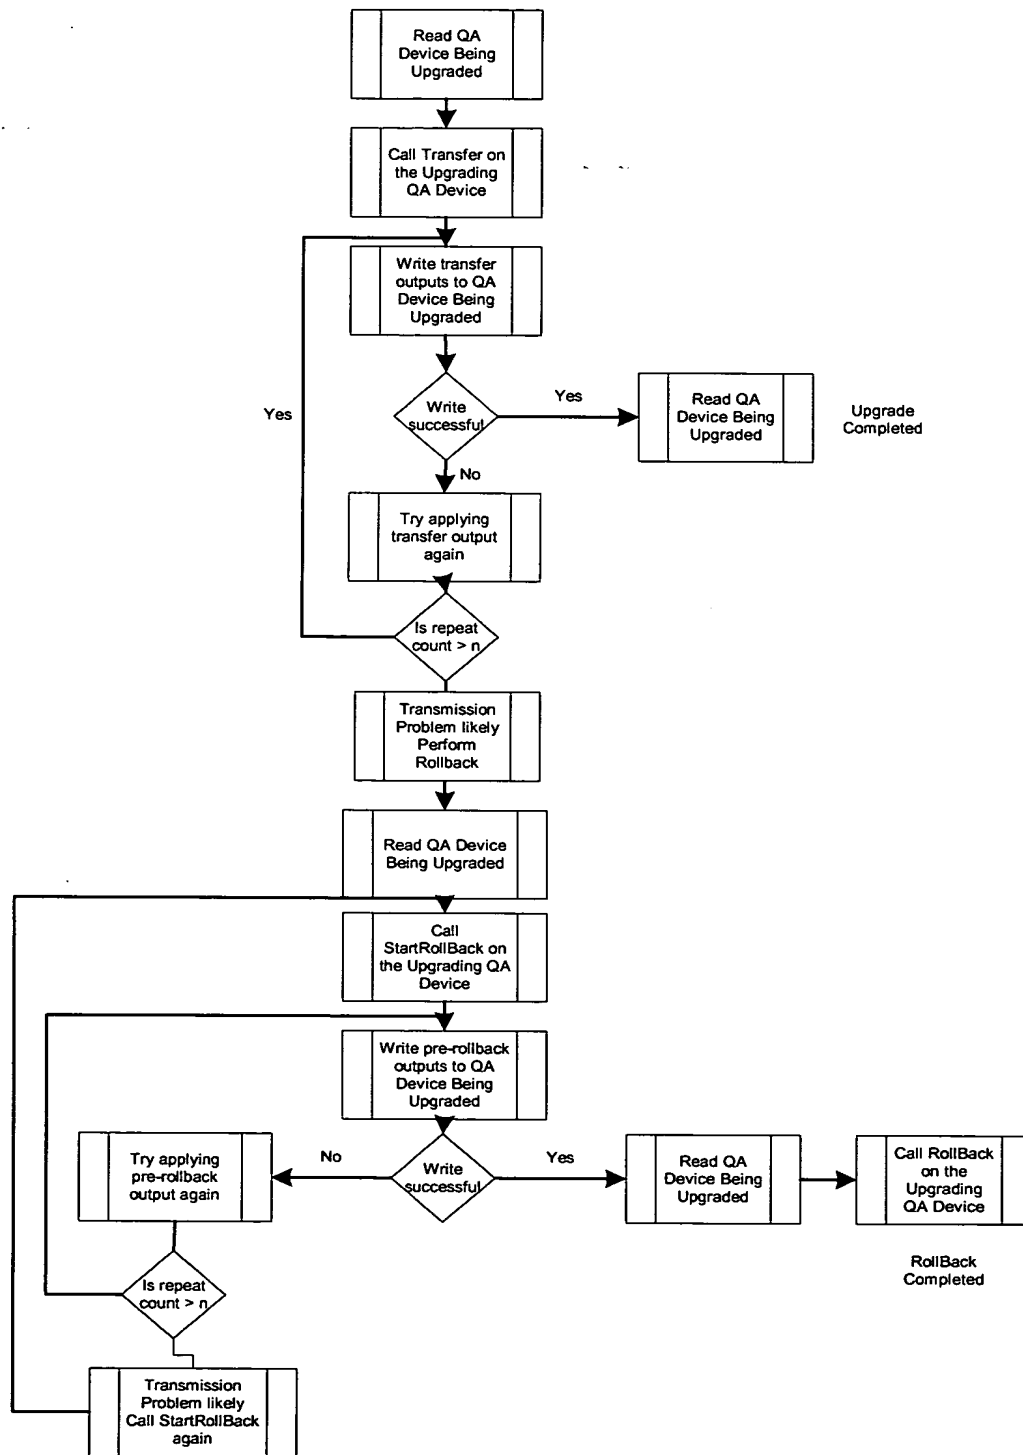 Read QA
Device Being
Upgraded
Call Transfer on
the Upgrading
QA Device
Write transfer
outputs to QA
Device Being
Upgraded
Yes
Write
successful
Yes
Read QA
Device Being
Upgraded
Upgrade
Completed
No
Try applying
transfer output
again
Is repeat
count > n
Transmission
Problem likely
Perform
Rollback
Read QA Device
Being Upgraded
Call
StartRollBack on
the Upgrading QA
Device
Write pre-rollback
outputs to QA
Device Being
Upgraded
Try applying
pre-rollback
output again
No
Write
successful
Yes
Read QA
Device Being
Upgraded
Call RollBack
on the
Upgrading
QA Device
RollBack
Completed
Is repeat
count > n
Transmission
Problem likely
Call StartRollBack
again